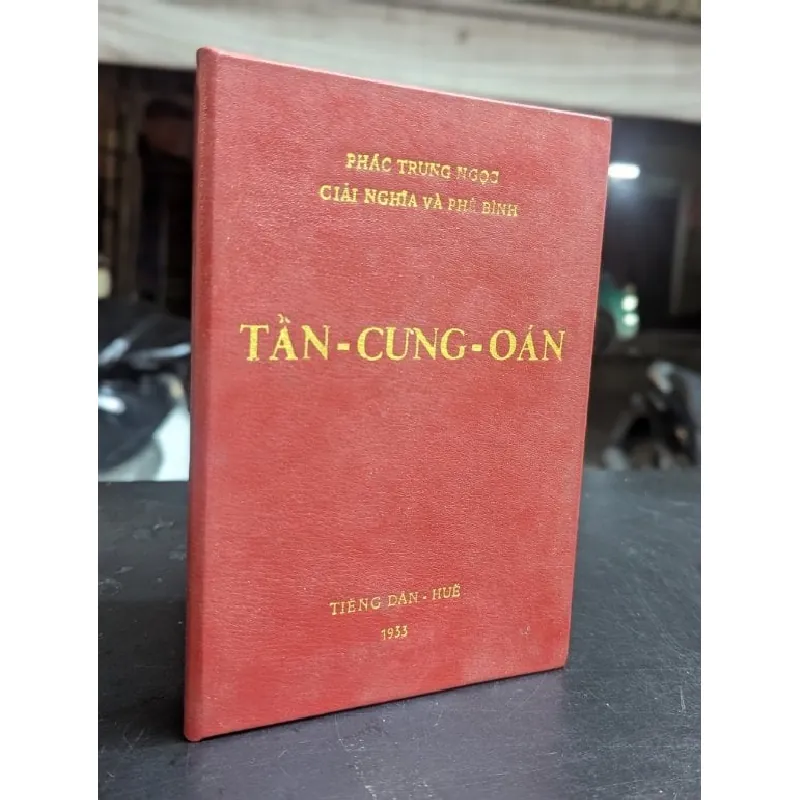 PHÁC TRUNG NGỌC
GIẢI NGHĨA VÀ PHÊ BÌNH
TẦN-CUNG-OÁN
TIẾNG DÂN - HUẾ
1933